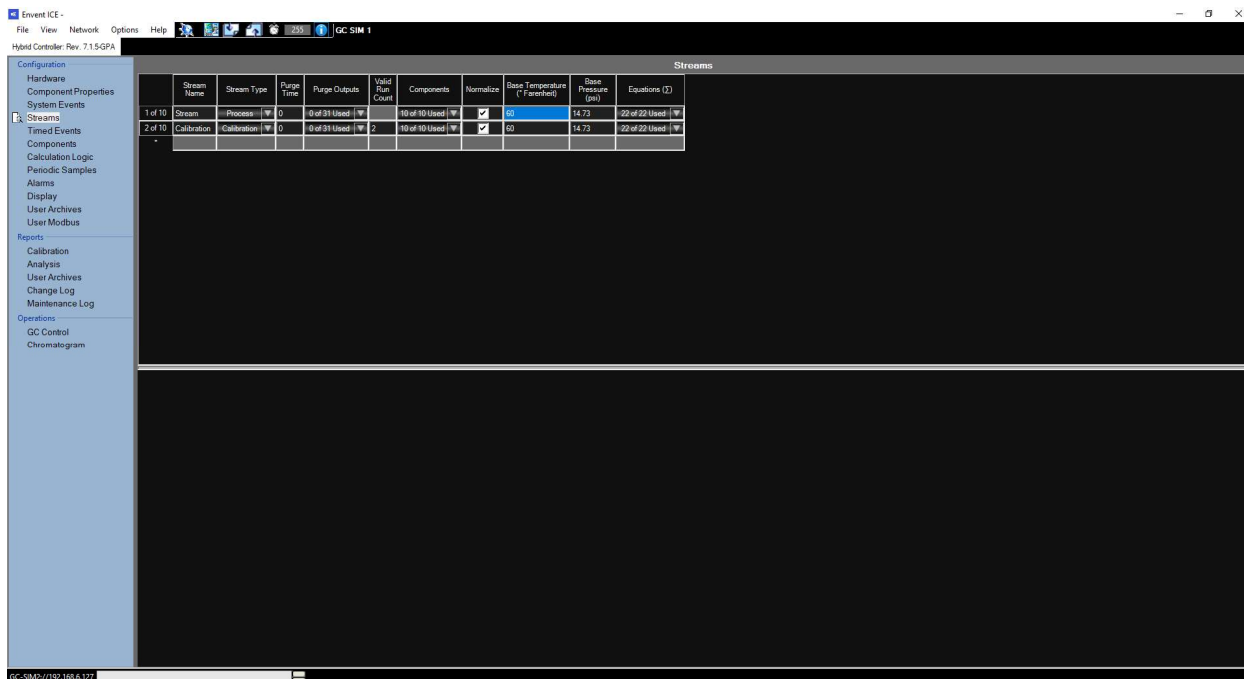 Envent ICE -
File View Network Options Help 255 GC SIM 1
Hybrid Controller: Rev. 7.1.5-GPA
Configuration
Hardware
Component Properties
System Events
Streams
Timed Events
Components
Calculation Logic
Periodic Samples
Alarms
Display
User Archives
User Modbus
Reports
Calibration
Analysis
User Archives
Change Log
Maintenance Log
Operations
GC Control
Chromatogram
Streams
Stream Name Stream Type Purge Time Purge Outputs Valid Run Count Components Normalize Base Temperature (° Farenheit) Base Pressure (psi) Equations (∑)
1 of 10 Stream Process 0 0 of 31 Used 10 of 10 Used 60 14.73 22 of 22 Used
2 of 10 Calibration Calibration 0 0 of 31 Used 2 10 of 10 Used 60 14.73 22 of 22 Used
*
GC-SIM2://192.168.6.127